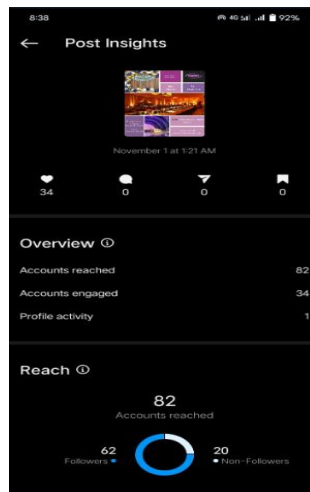 8:38 4G 92%
← Post Insights
November 1 at 1:21 AM
34 0 0 0
Overview
Accounts reached 82
Accounts engaged 34
Profile activity 1
Reach
82
Accounts reached
62 20
Followers Non-Followers